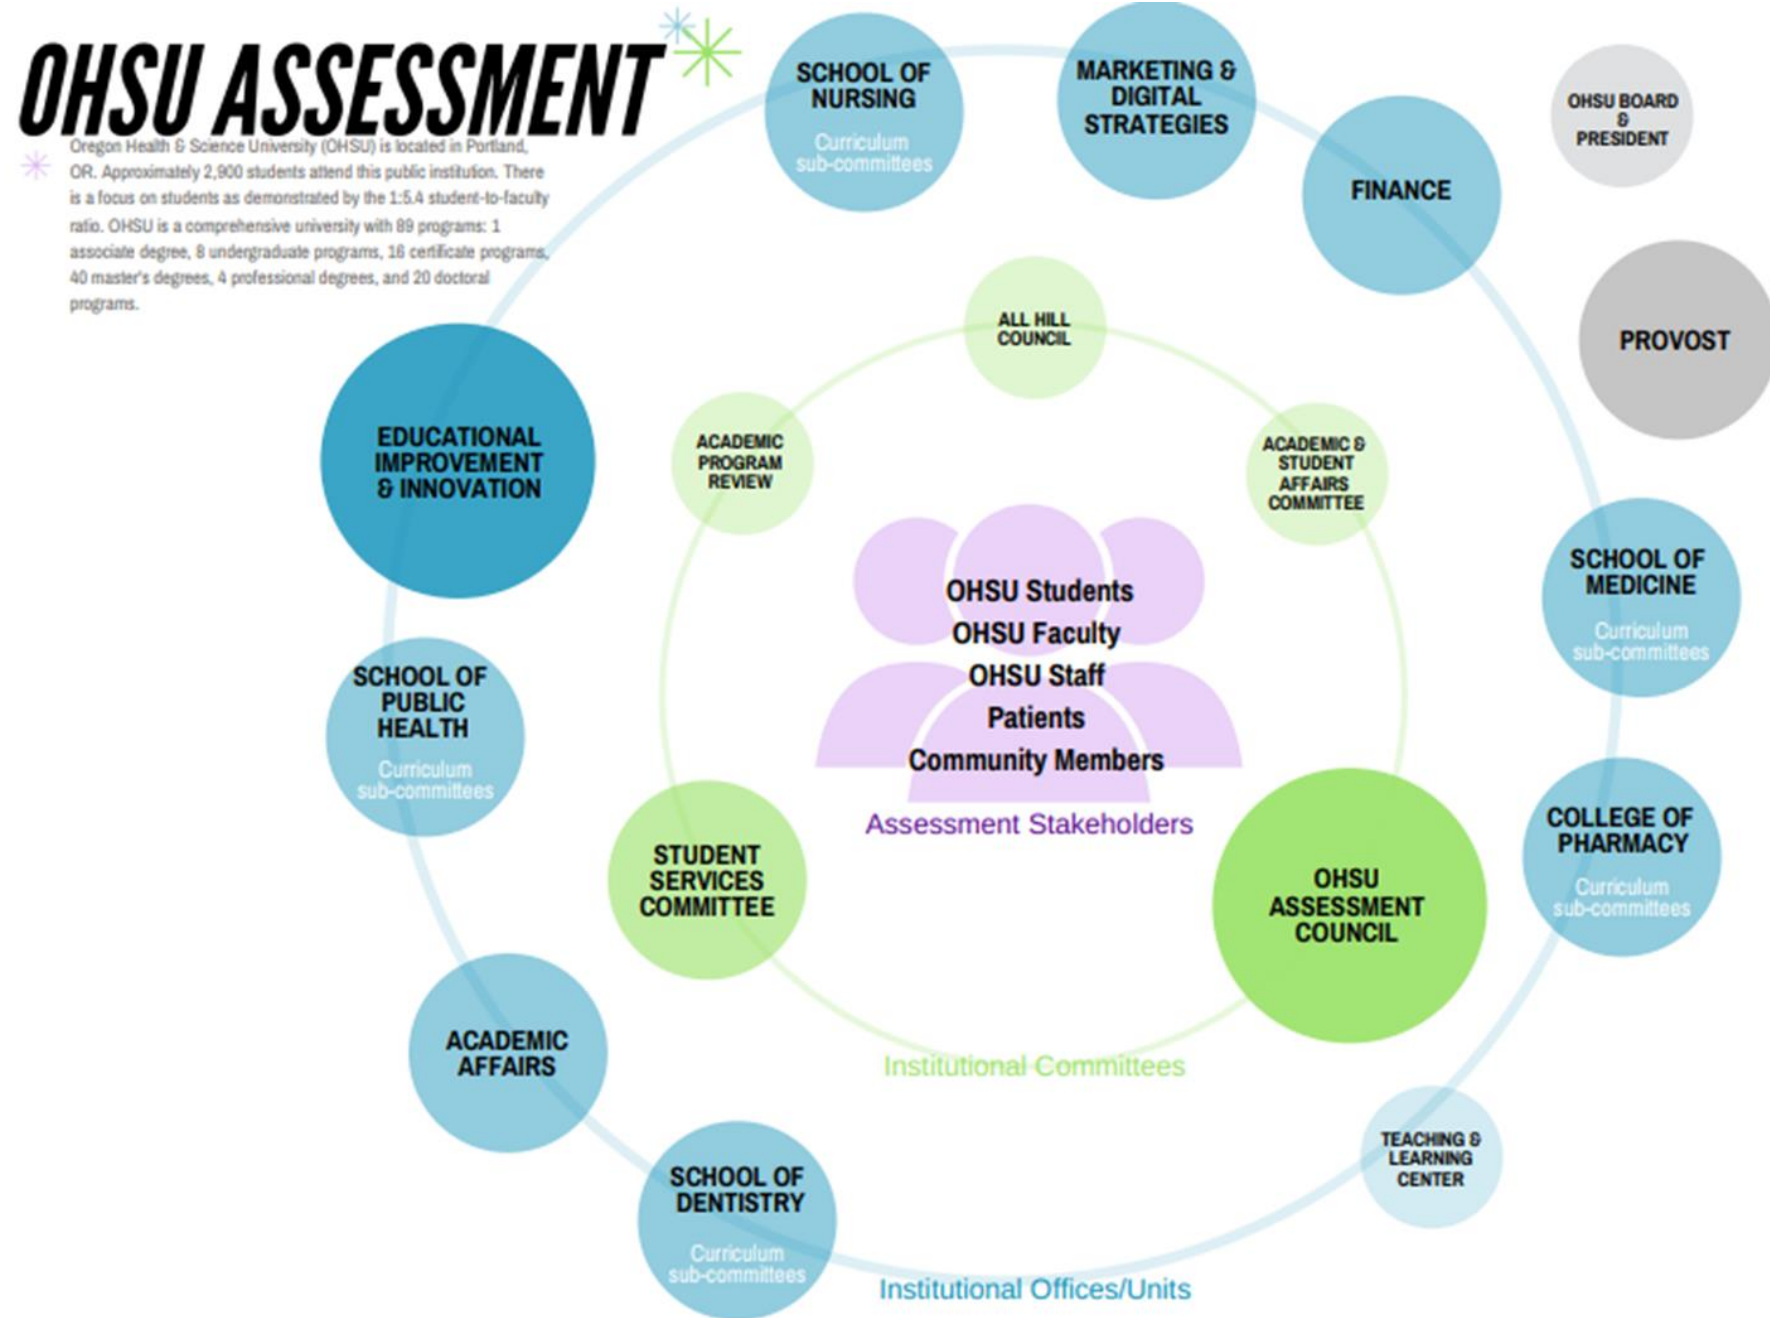 OHSU ASSESSMENT
Oregon Health & Science University (OHSU) is located in Portland,
OR. Approximately 2,900 students attend this public institution. There
is a focus on students as demonstrated by the 1:5.4 student-to-faculty
ratio. OHSU is a comprehensive university with 89 programs: 1
associate degree, 8 undergraduate programs, 16 certificate programs,
40 master's degrees, 4 professional degrees, and 20 doctoral
programs.
SCHOOL OF
NURSING
Curriculum
sub-committees
MARKETING &
DIGITAL
STRATEGIES
FINANCE
OHSU BOARD
&
PRESIDENT
PROVOST
EDUCATIONAL
IMPROVEMENT
& INNOVATION
ALL HILL
COUNCIL
ACADEMIC
PROGRAM
REVIEW
ACADEMIC &
STUDENT
AFFAIRS
COMMITTEE
SCHOOL OF
MEDICINE
Curriculum
sub-committees
OHSU Students
OHSU Faculty
OHSU Staff
Patients
Community Members
Assessment Stakeholders
SCHOOL OF
PUBLIC
HEALTH
Curriculum
sub-committees
STUDENT
SERVICES
COMMITTEE
OHSU
ASSESSMENT
COUNCIL
COLLEGE OF
PHARMACY
Curriculum
sub-committees
ACADEMIC
AFFAIRS
Institutional Committees
TEACHING &
LEARNING
CENTER
SCHOOL OF
DENTISTRY
Curriculum
sub-committees
Institutional Offices/Units